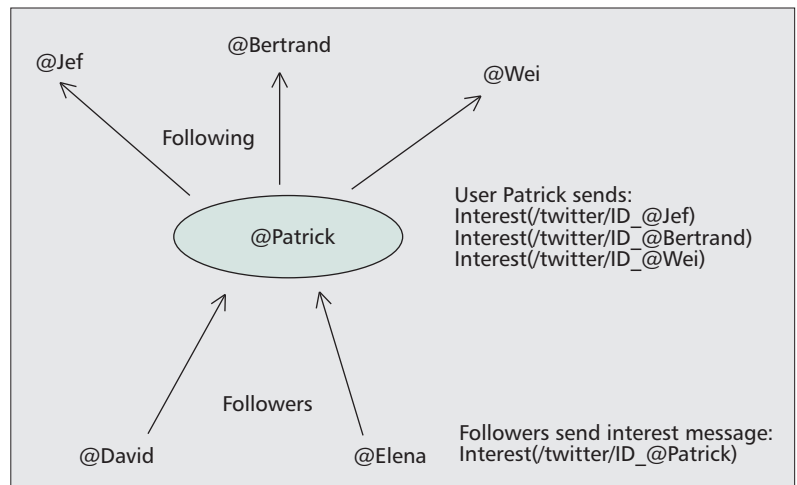 @Jef
@Bertrand
@Wei
Following
@Patrick
User Patrick sends:
Interest(/twitter/ID_@Jef)
Interest(/twitter/ID_@Bertrand)
Interest(/twitter/ID_@Wei)
Followers
@David
@Elena
Followers send interest message:
Interest(/twitter/ID_@Patrick)